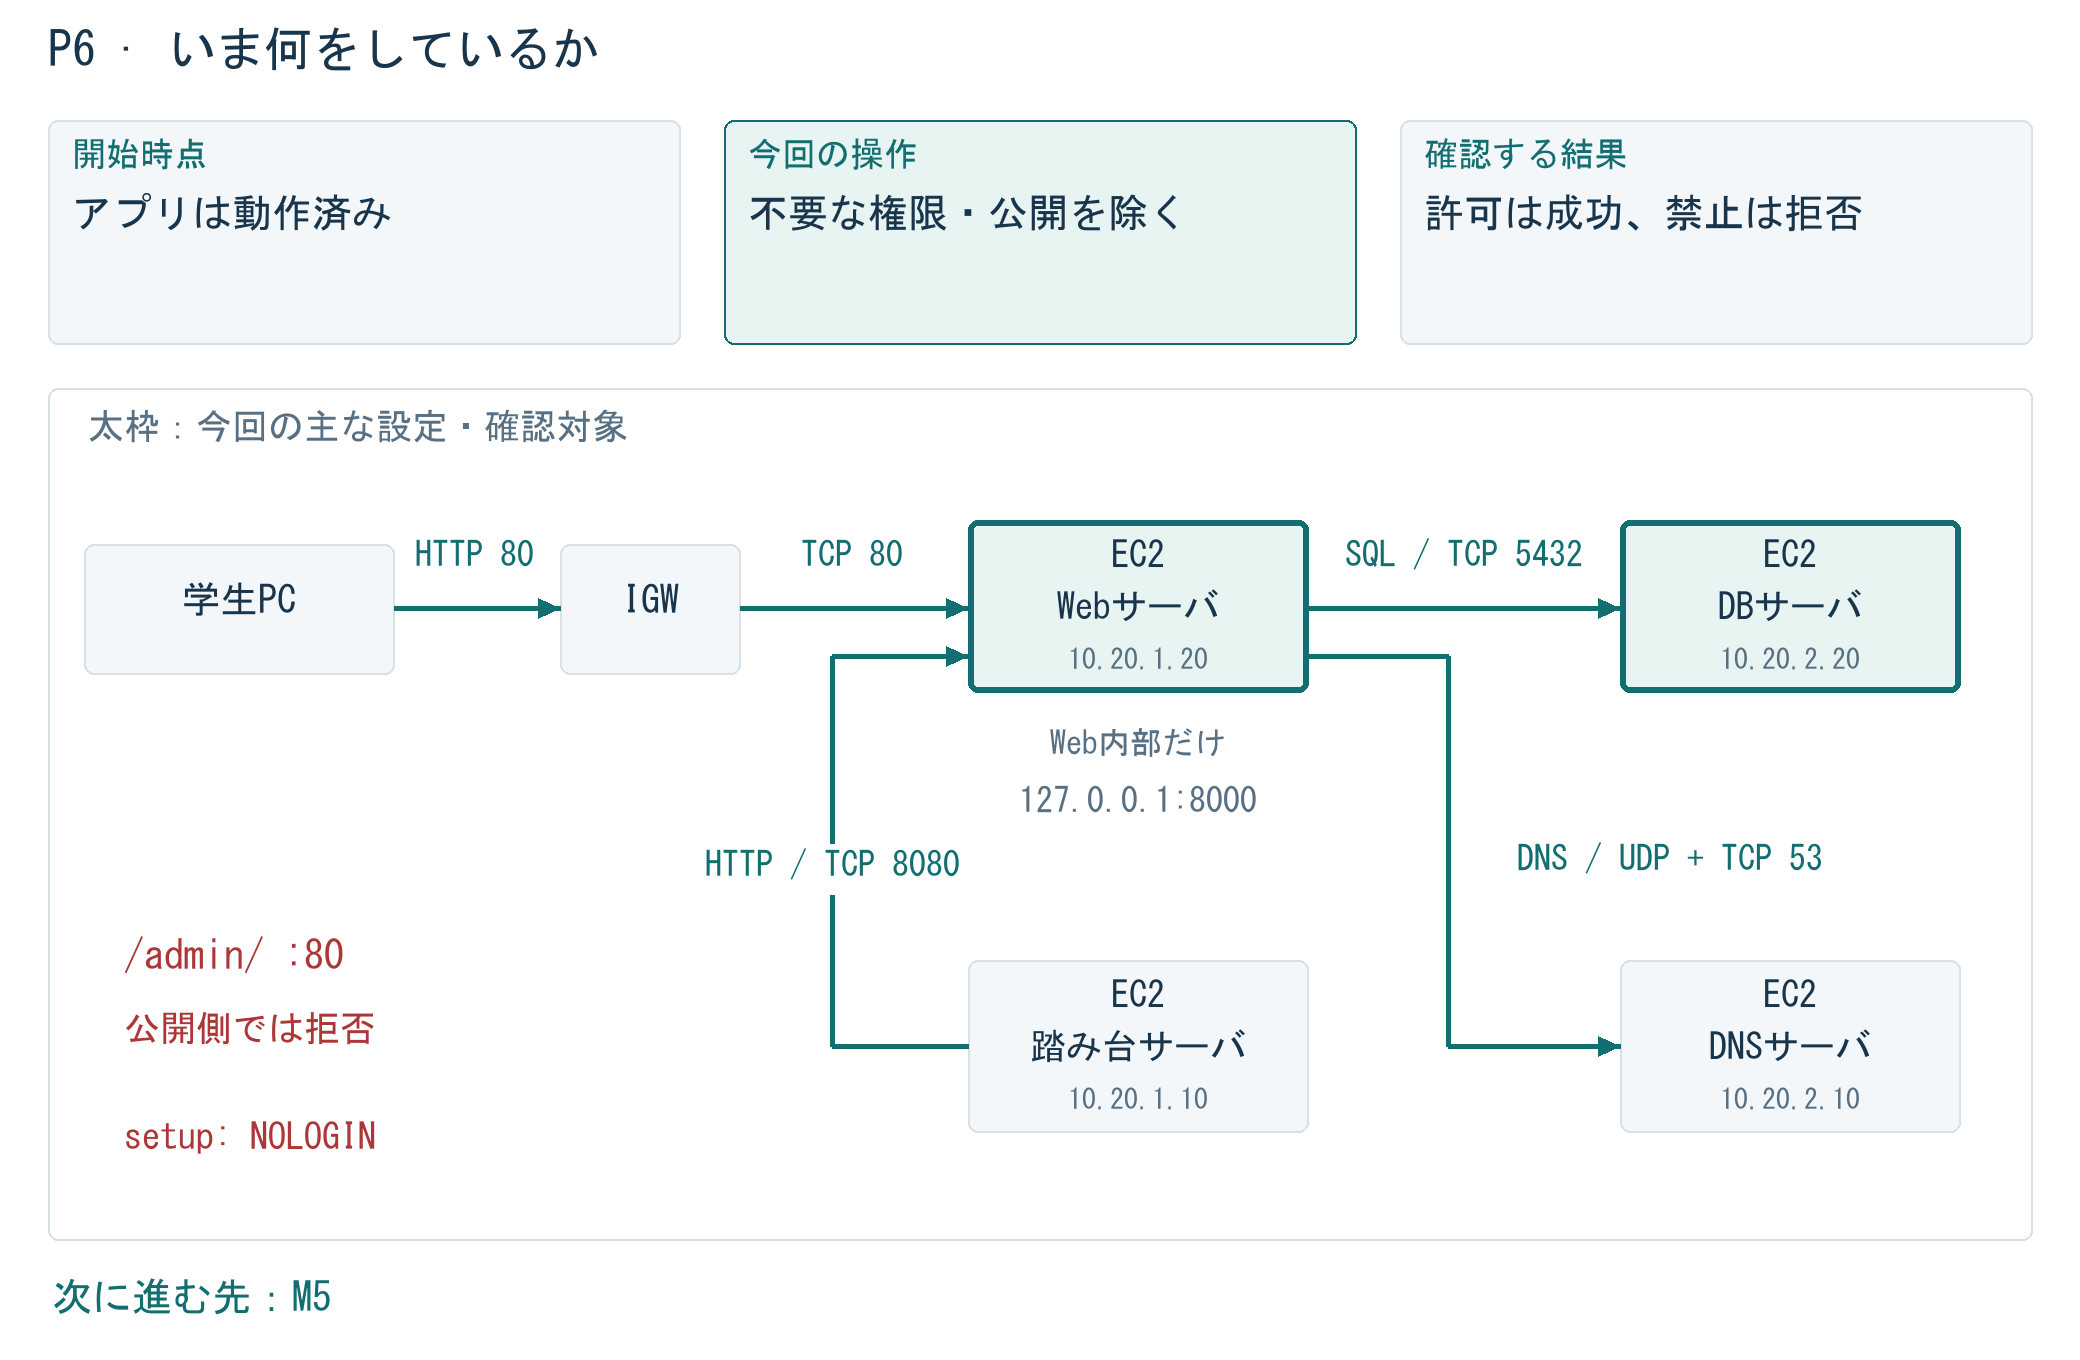 P6 · いま何をしているか
開始時点
アプリは動作済み
今回の操作
不要な権限・公開を除く
確認する結果
許可は成功、禁止は拒否
太枠：今回の主な設定・確認対象
学生PC
HTTP 80
IGW
TCP 80
EC2
Webサーバ
10.20.1.20
SQL / TCP 5432
EC2
DBサーバ
10.20.2.20
Web内部だけ
127.0.0.1:8000
HTTP / TCP 8080
DNS / UDP + TCP 53
/admin/ :80
公開側では拒否
setup: NOLOGIN
EC2
踏み台サーバ
10.20.1.10
EC2
DNSサーバ
10.20.2.10
次に進む先：M5